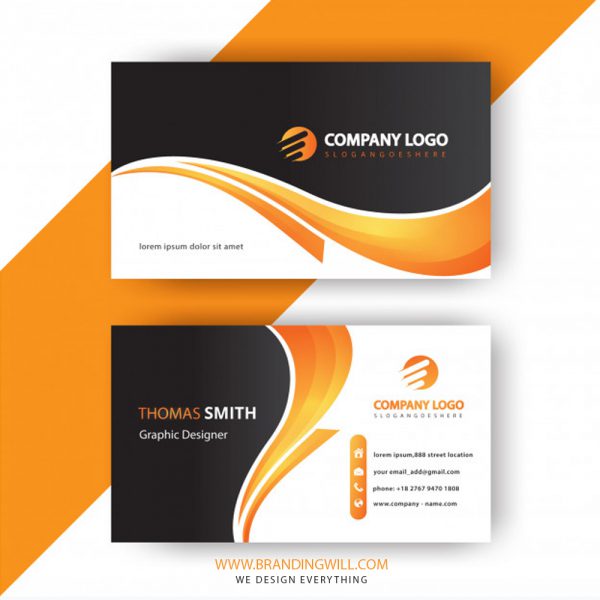 COMPANY LOGO
SLOGANGOESHERE
lorem ipsum dolor sit amet
THOMAS SMITH
Graphic Designer
COMPANY LOGO
SLOGANGOESHERE
lorem ipsum,888 street location
your email_add@gmail.com
phone: +18 2767 9470 1808
www.company - name.com
WWW.BRANDINGWILL.COM
WE DESIGN EVERYTHING